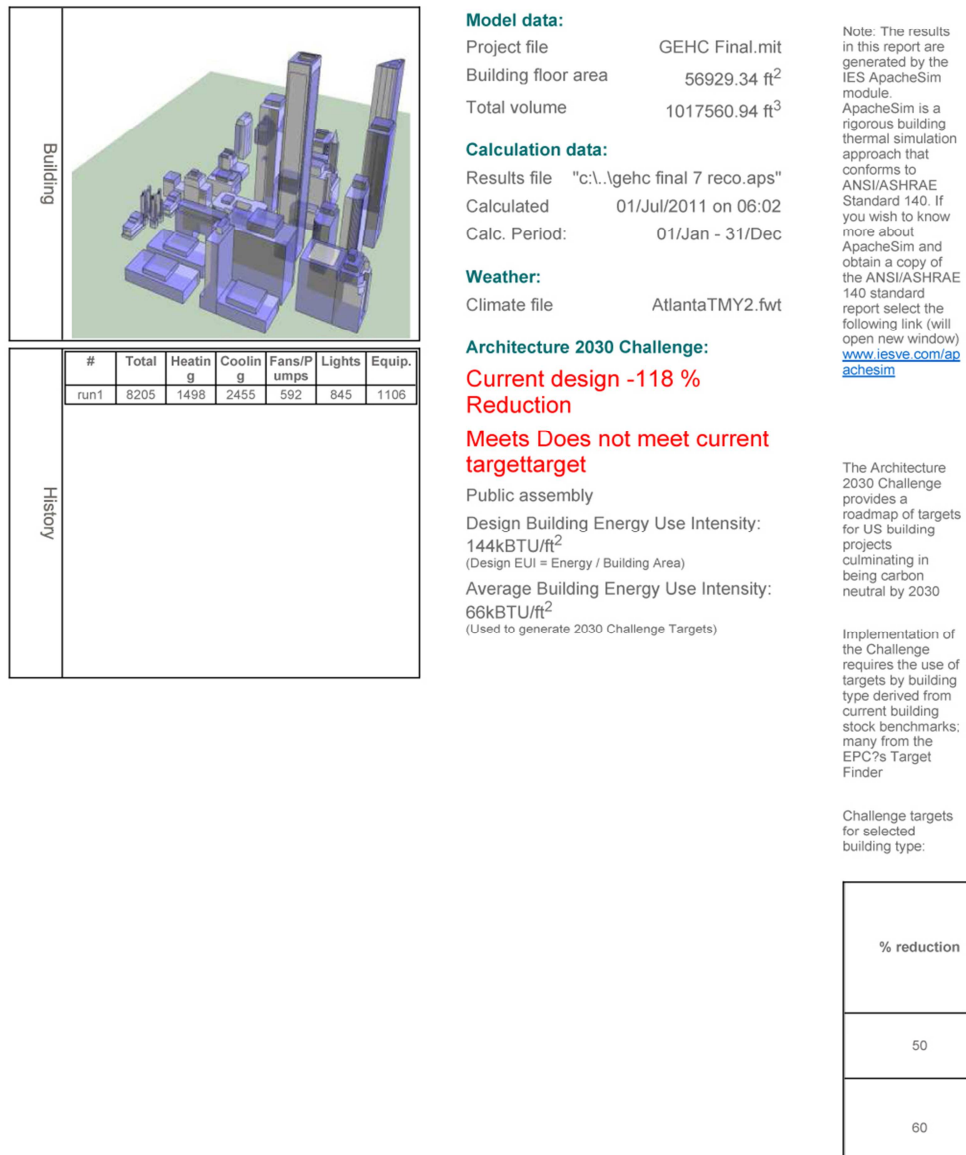 Building
# Total Heatin
g Coolin
g Fans/P
umps Lights Equip.
run1 8205 1498 2455 592 845 1106
History
Model data:
Project file GEHC Final.mit
Building floor area 56929.34 ft2
Total volume 1017560.94 ft3
Calculation data:
Results file "c:\..\gehc final 7 reco.aps"
Calculated 01/Jul/2011 on 06:02
Calc. Period: 01/Jan - 31/Dec
Weather:
Climate file AtlantaTMY2.fwt
Architecture 2030 Challenge:
Current design -118 %
Reduction
Meets Does not meet current
targettarget
Public assembly
Design Building Energy Use Intensity:
144kBTU/ft2
(Design EUI = Energy / Building Area)
Average Building Energy Use Intensity:
66kBTU/ft2
(Used to generate 2030 Challenge Targets)
Note: The results
in this report are
generated by the
IES ApacheSim
module.
ApacheSim is a
rigorous building
thermal simulation
approach that
conforms to
ANSI/ASHRAE
Standard 140. If
you wish to know
more about
ApacheSim and
obtain a copy of
the ANSI/ASHRAE
140 standard
report select the
following link (will
open new window)
www.iesve.com/ap
achesim
The Architecture
2030 Challenge
provides a
roadmap of targets
for US building
projects
culminating in
being carbon
neutral by 2030
Implementation of
the Challenge
requires the use of
targets by building
type derived from
current building
stock benchmarks;
many from the
EPC?s Target
Finder
Challenge targets
for selected
building type:
% reduction
50
60